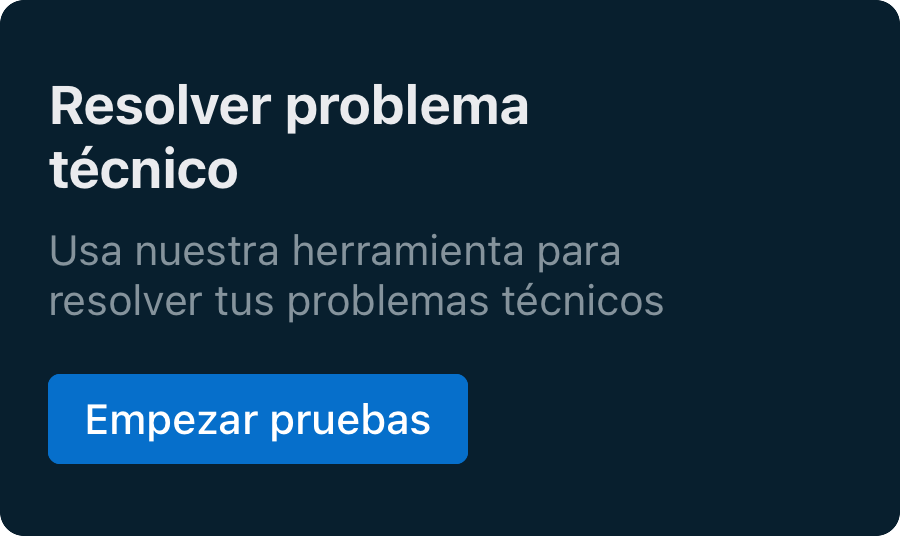 Resolver problema
técnico
Usa nuestra herramienta para
resolver tus problemas técnicos
Empezar pruebas